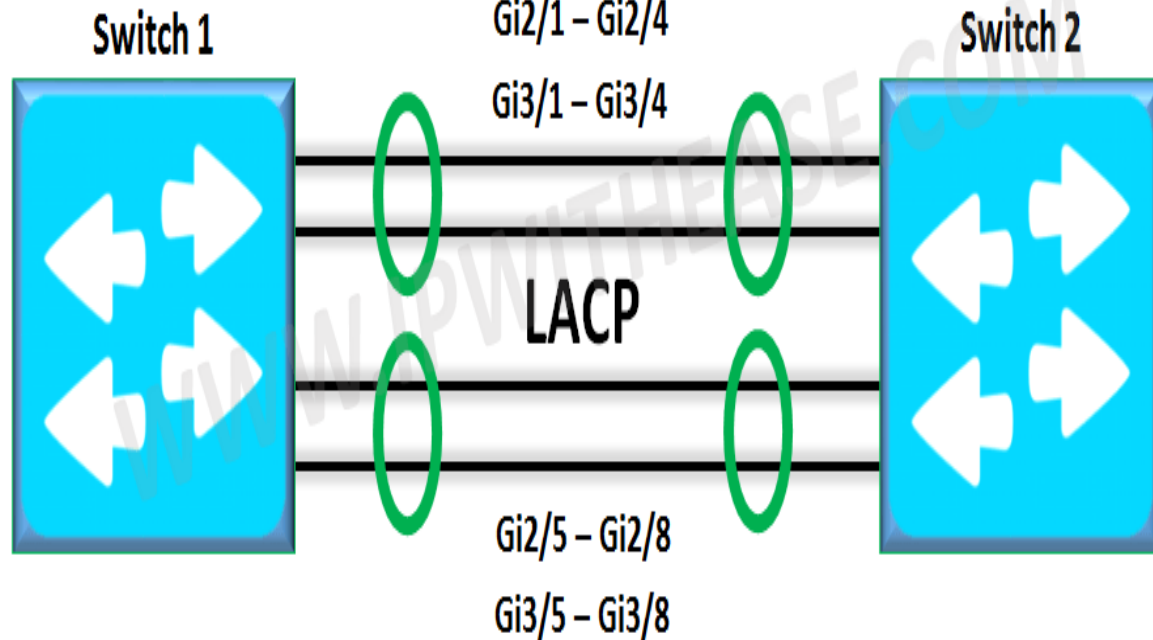 Switch 1
Gi2/1 – Gi2/4
Switch 2
Gi3/1 – Gi3/4
WWW.IPWITHEASE.COM
LACP
Gi2/5 – Gi2/8
Gi3/5 – Gi3/8